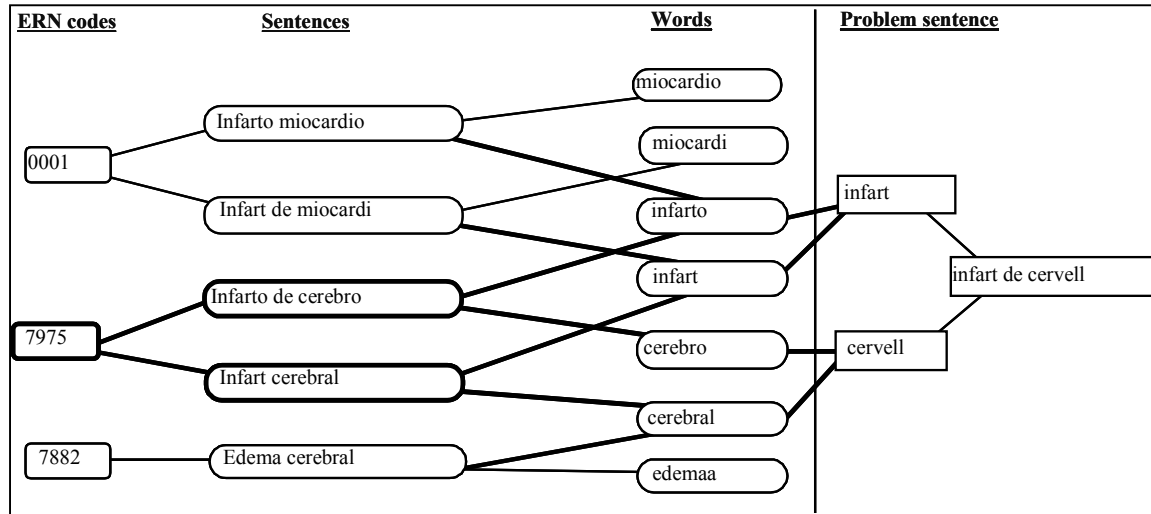 ERN codes
Sentences
Words
Problem sentence
miocardio
Infarto miocardio
miocardi
0001
infart
Infart de miocardi
infarto
infart
infart de cervell
Infarto de cerebro
7975
cerebro
cervell
Infart cerebral
cerebral
7882
Edema cerebral
edemaa